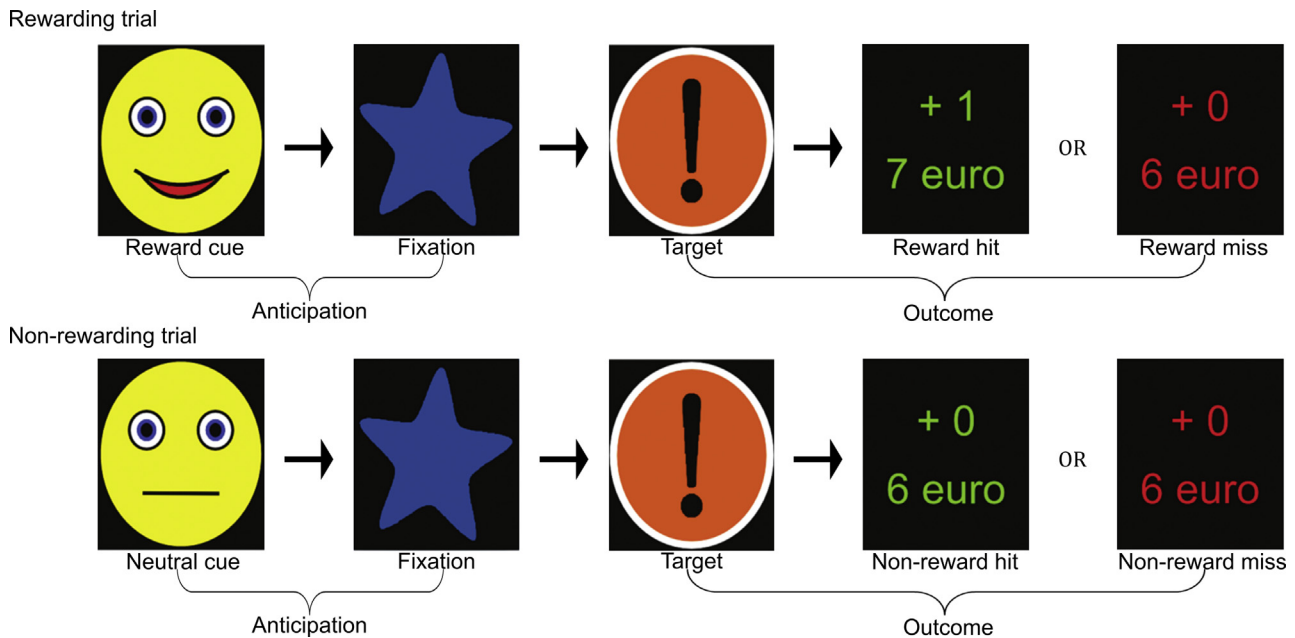 Rewarding trial
+ 1
7 euro
OR
+ 0
6 euro
Reward cue
Fixation
Target
Reward hit
Reward miss
Anticipation
Outcome
Non-rewarding trial
+ 0
6 euro
OR
+ 0
6 euro
Neutral cue
Fixation
Target
Non-reward hit
Non-reward miss
Anticipation
Outcome